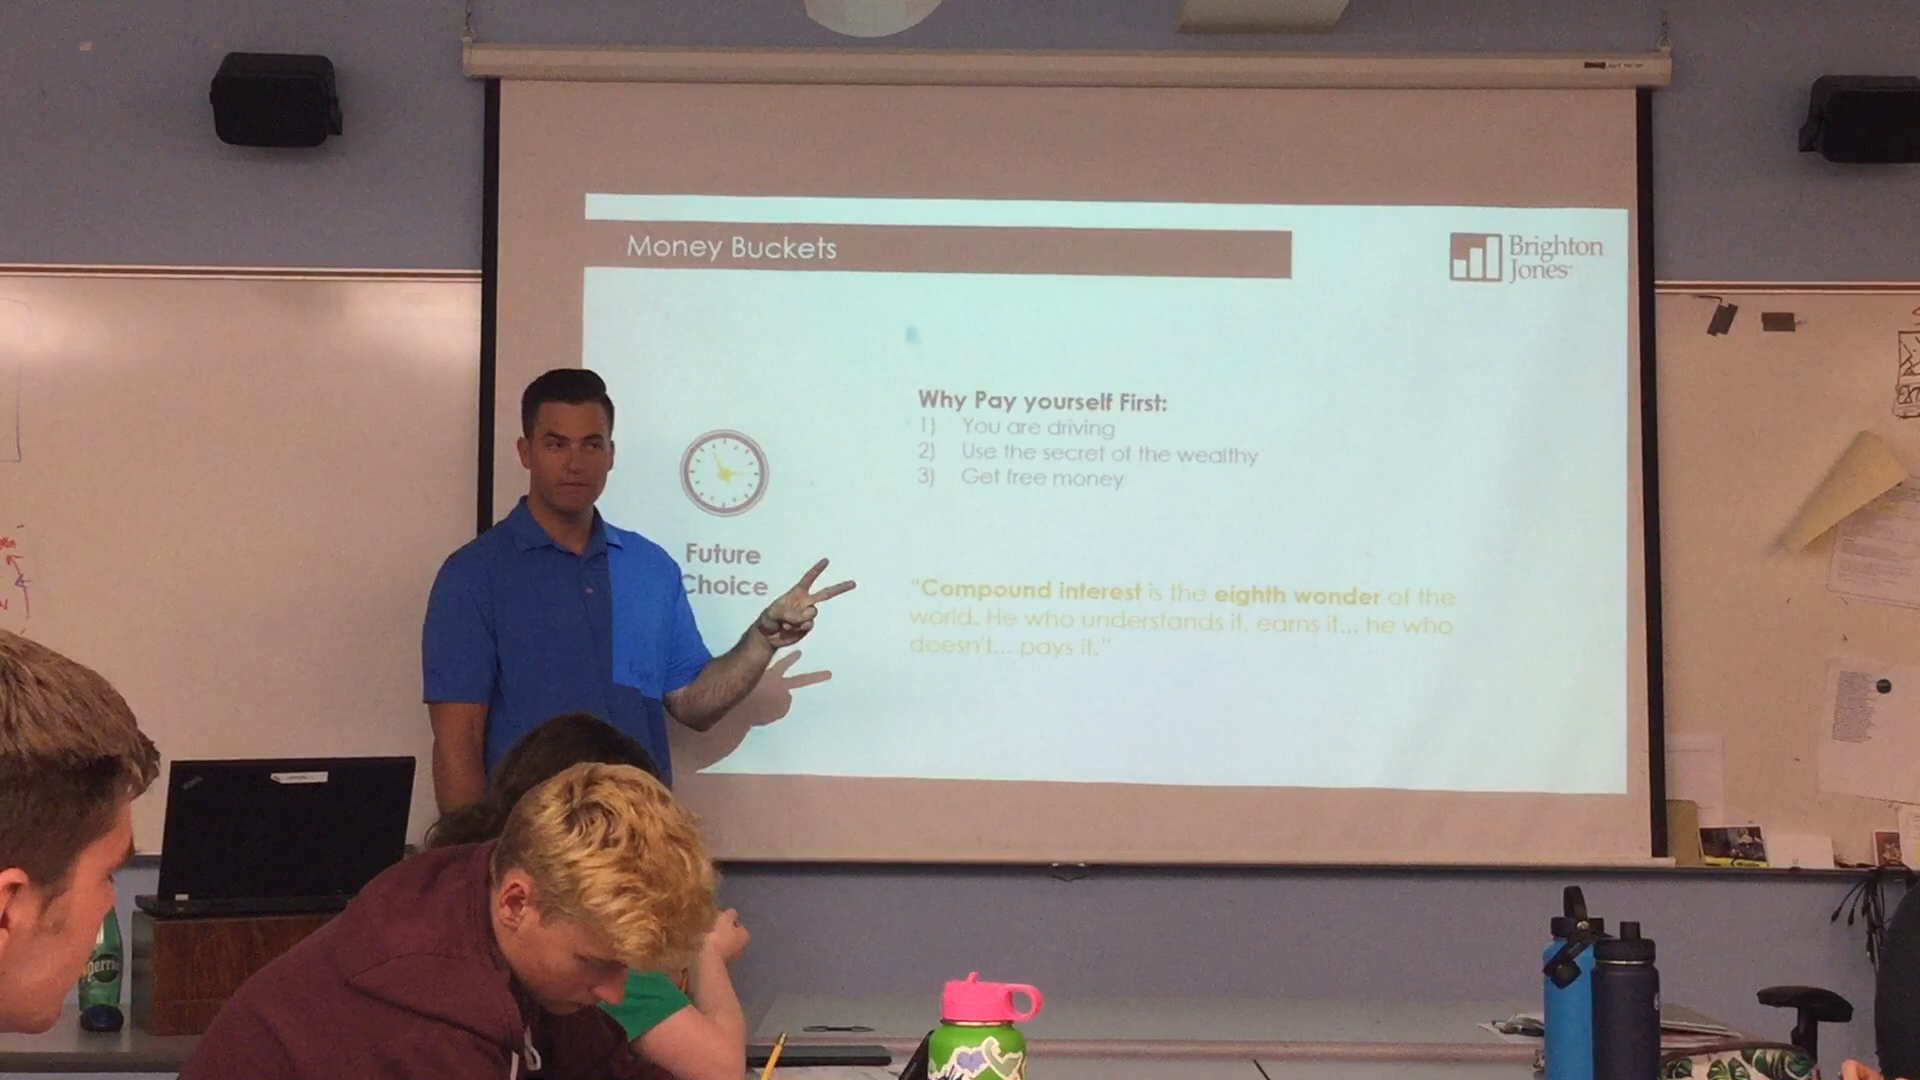 Money Buckets
Brighton
Jones
Why Pay yourself First:
1) You are driving
2) Use the secret of the wealthy
3) Get free money
Future
Choice
"Compound interest is the eighth wonder of the
world. He who understands it, earns it... he who
doesn't... pays it."
perri